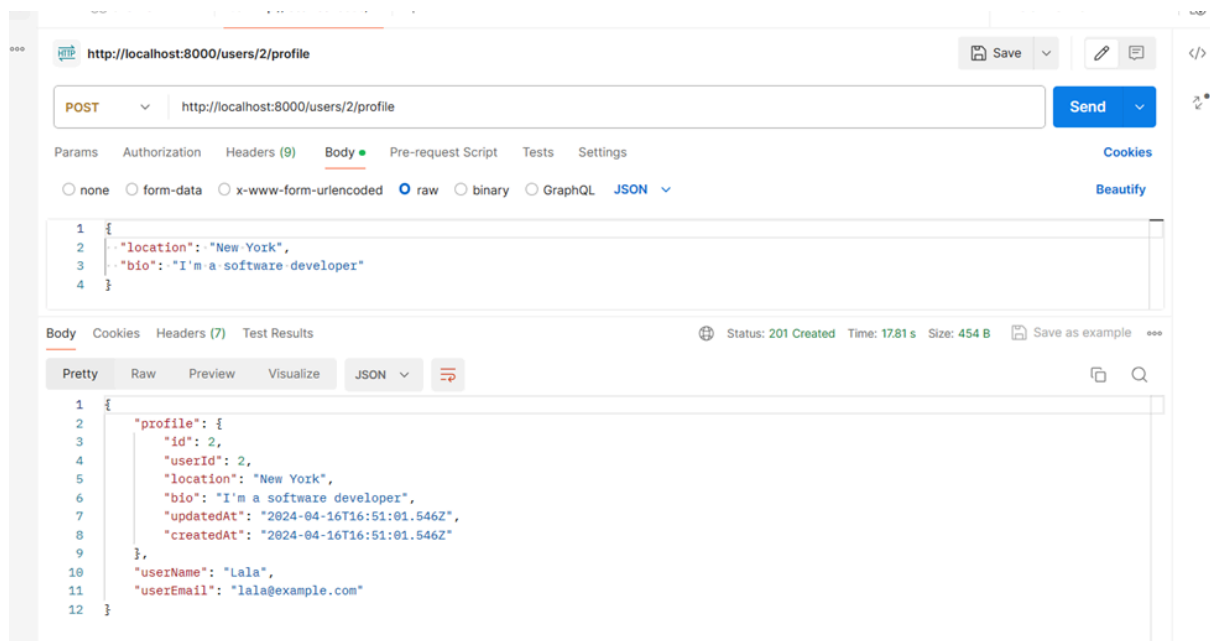 HTTP http://localhost:8000/users/2/profile Save
POST http://localhost:8000/users/2/profile Send
Params Authorization Headers (9) Body Pre-request Script Tests Settings Cookies
none form-data x-www-form-urlencoded raw binary GraphQL JSON Beautify
1 {
2 "location": "New York",
3 "bio": "I'm a software developer"
4 }
Body Cookies Headers (7) Test Results Status: 201 Created Time: 17.81 s Size: 454 B Save as example
Pretty Raw Preview Visualize JSON
1 {
2 "profile": {
3 "id": 2,
4 "userId": 2,
5 "location": "New York",
6 "bio": "I'm a software developer",
7 "updatedAt": "2024-04-16T16:51:01.546Z",
8 "createdAt": "2024-04-16T16:51:01.546Z"
9 },
10 "userName": "Lala",
11 "userEmail": "lala@example.com"
12 }